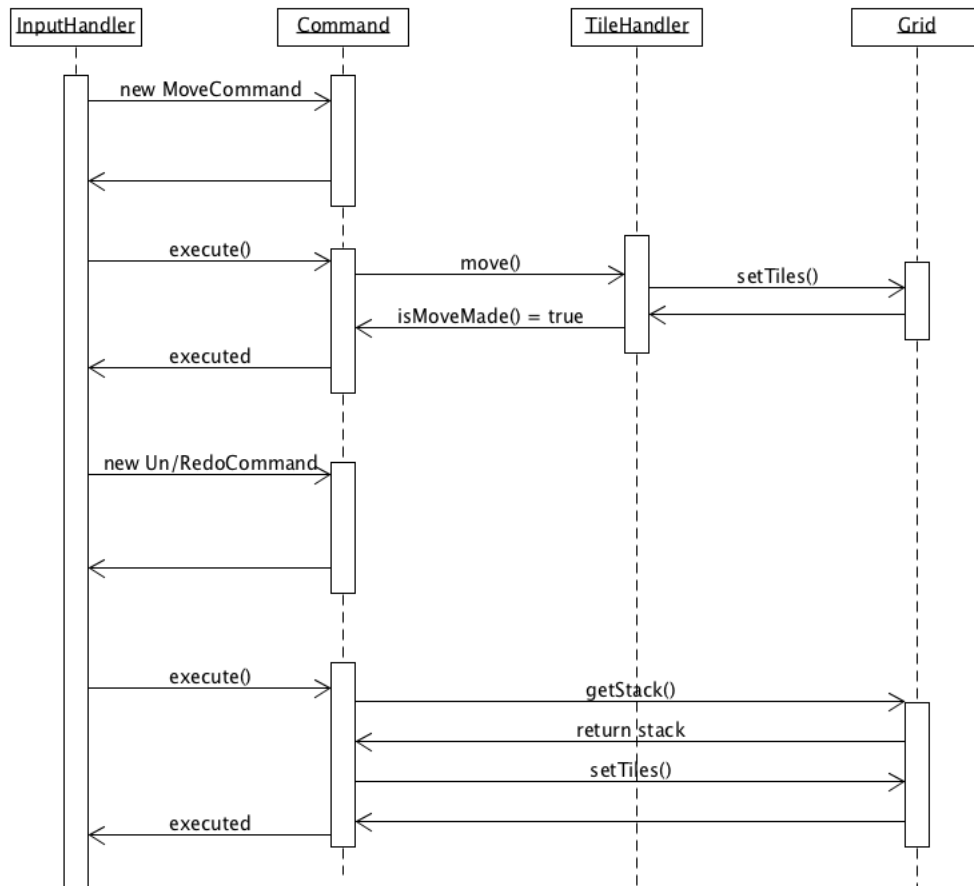 InputHandler
Command
TileHandler
Grid
new MoveCommand
execute()
move()
setTiles()
isMoveMade() = true
executed
new Un/RedoCommand
execute()
getStack()
return stack
setTiles()
executed